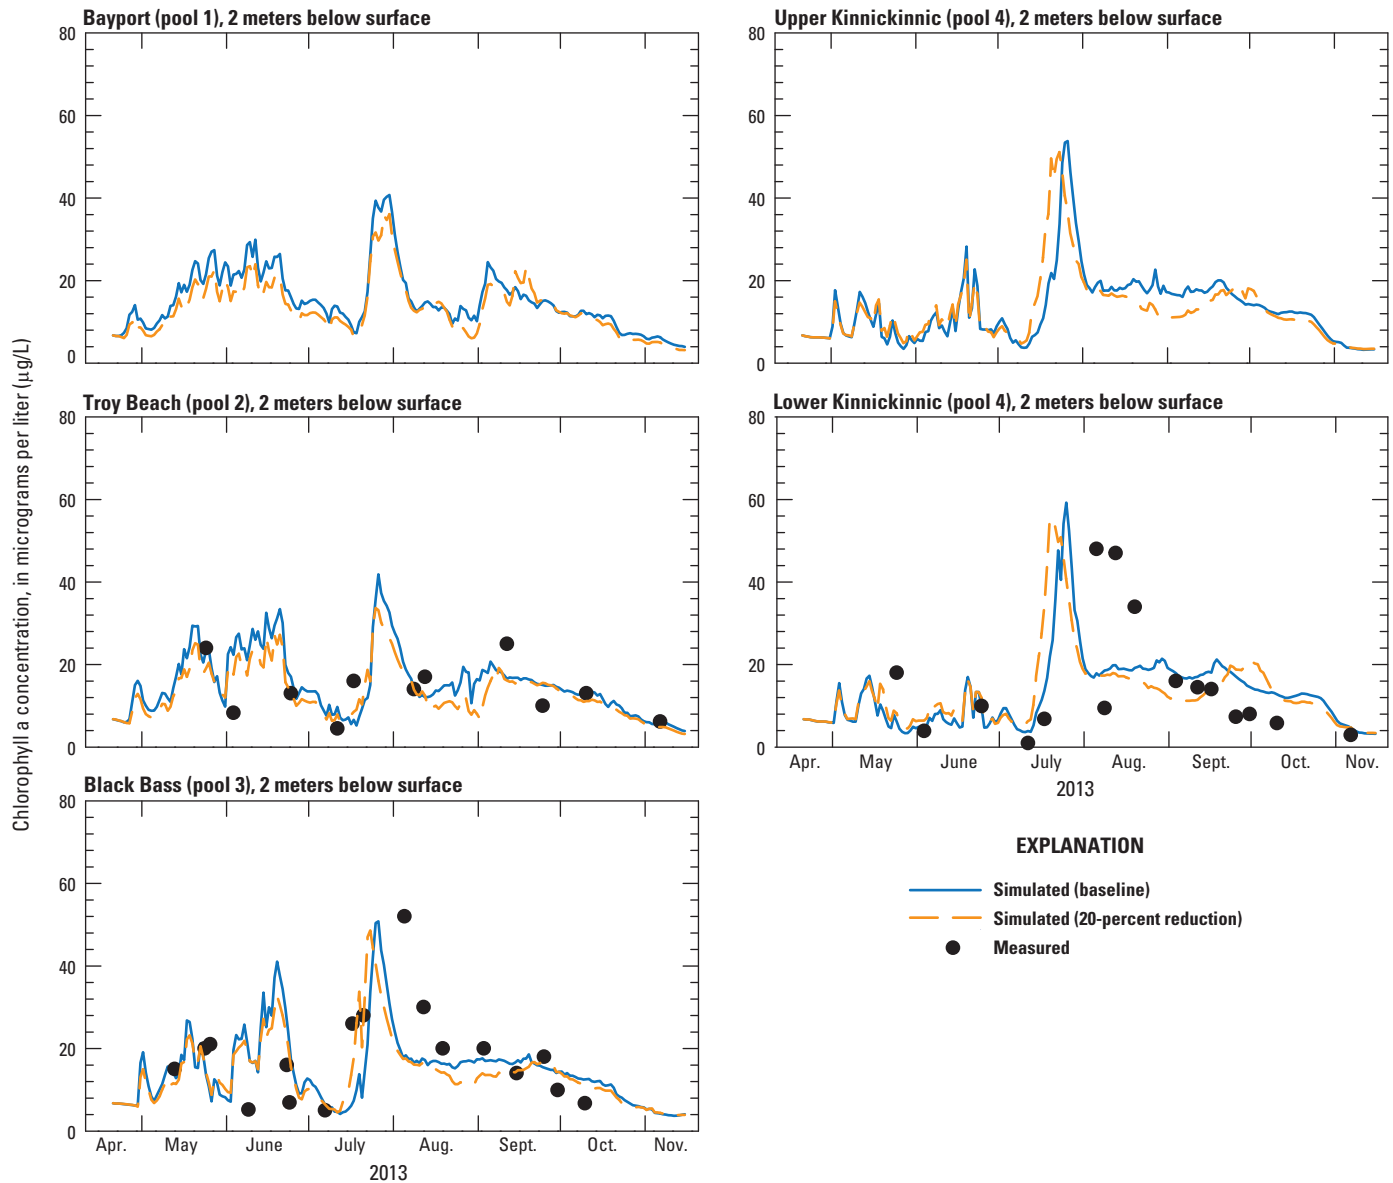 Chlorophyll a concentration, in micrograms per liter (µg/L)
Bayport (pool 1), 2 meters below surface
80
60
40
20
0
Troy Beach (pool 2), 2 meters below surface
80
60
40
20
0
Black Bass (pool 3), 2 meters below surface
80
60
40
20
0
Apr. May June July Aug. Sept. Oct. Nov.
2013
Upper Kinnickinnic (pool 4), 2 meters below surface
80
60
40
20
0
Lower Kinnickinnic (pool 4), 2 meters below surface
80
60
40
20
0
Apr. May June July Aug. Sept. Oct. Nov.
2013
EXPLANATION
Simulated (baseline)
Simulated (20-percent reduction)
Measured